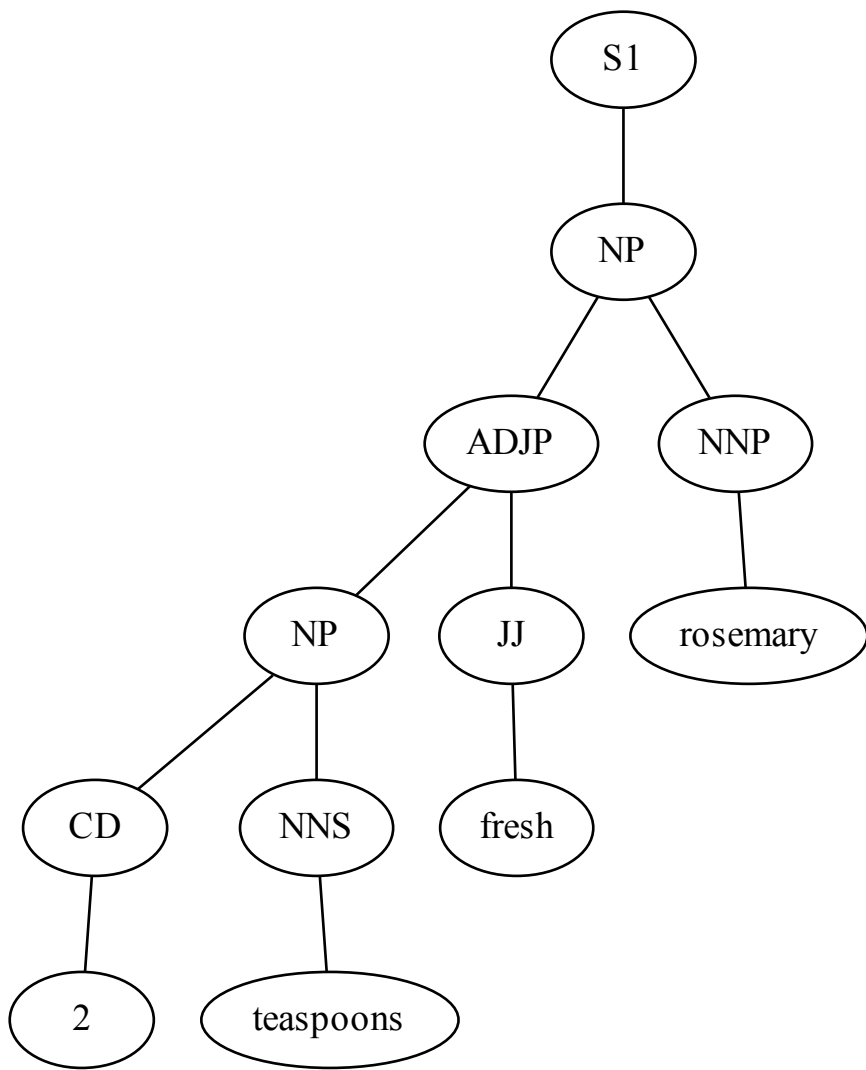 S1
NP
ADJP NNP
NP JJ rosemary
CD NNS fresh
2 teaspoons